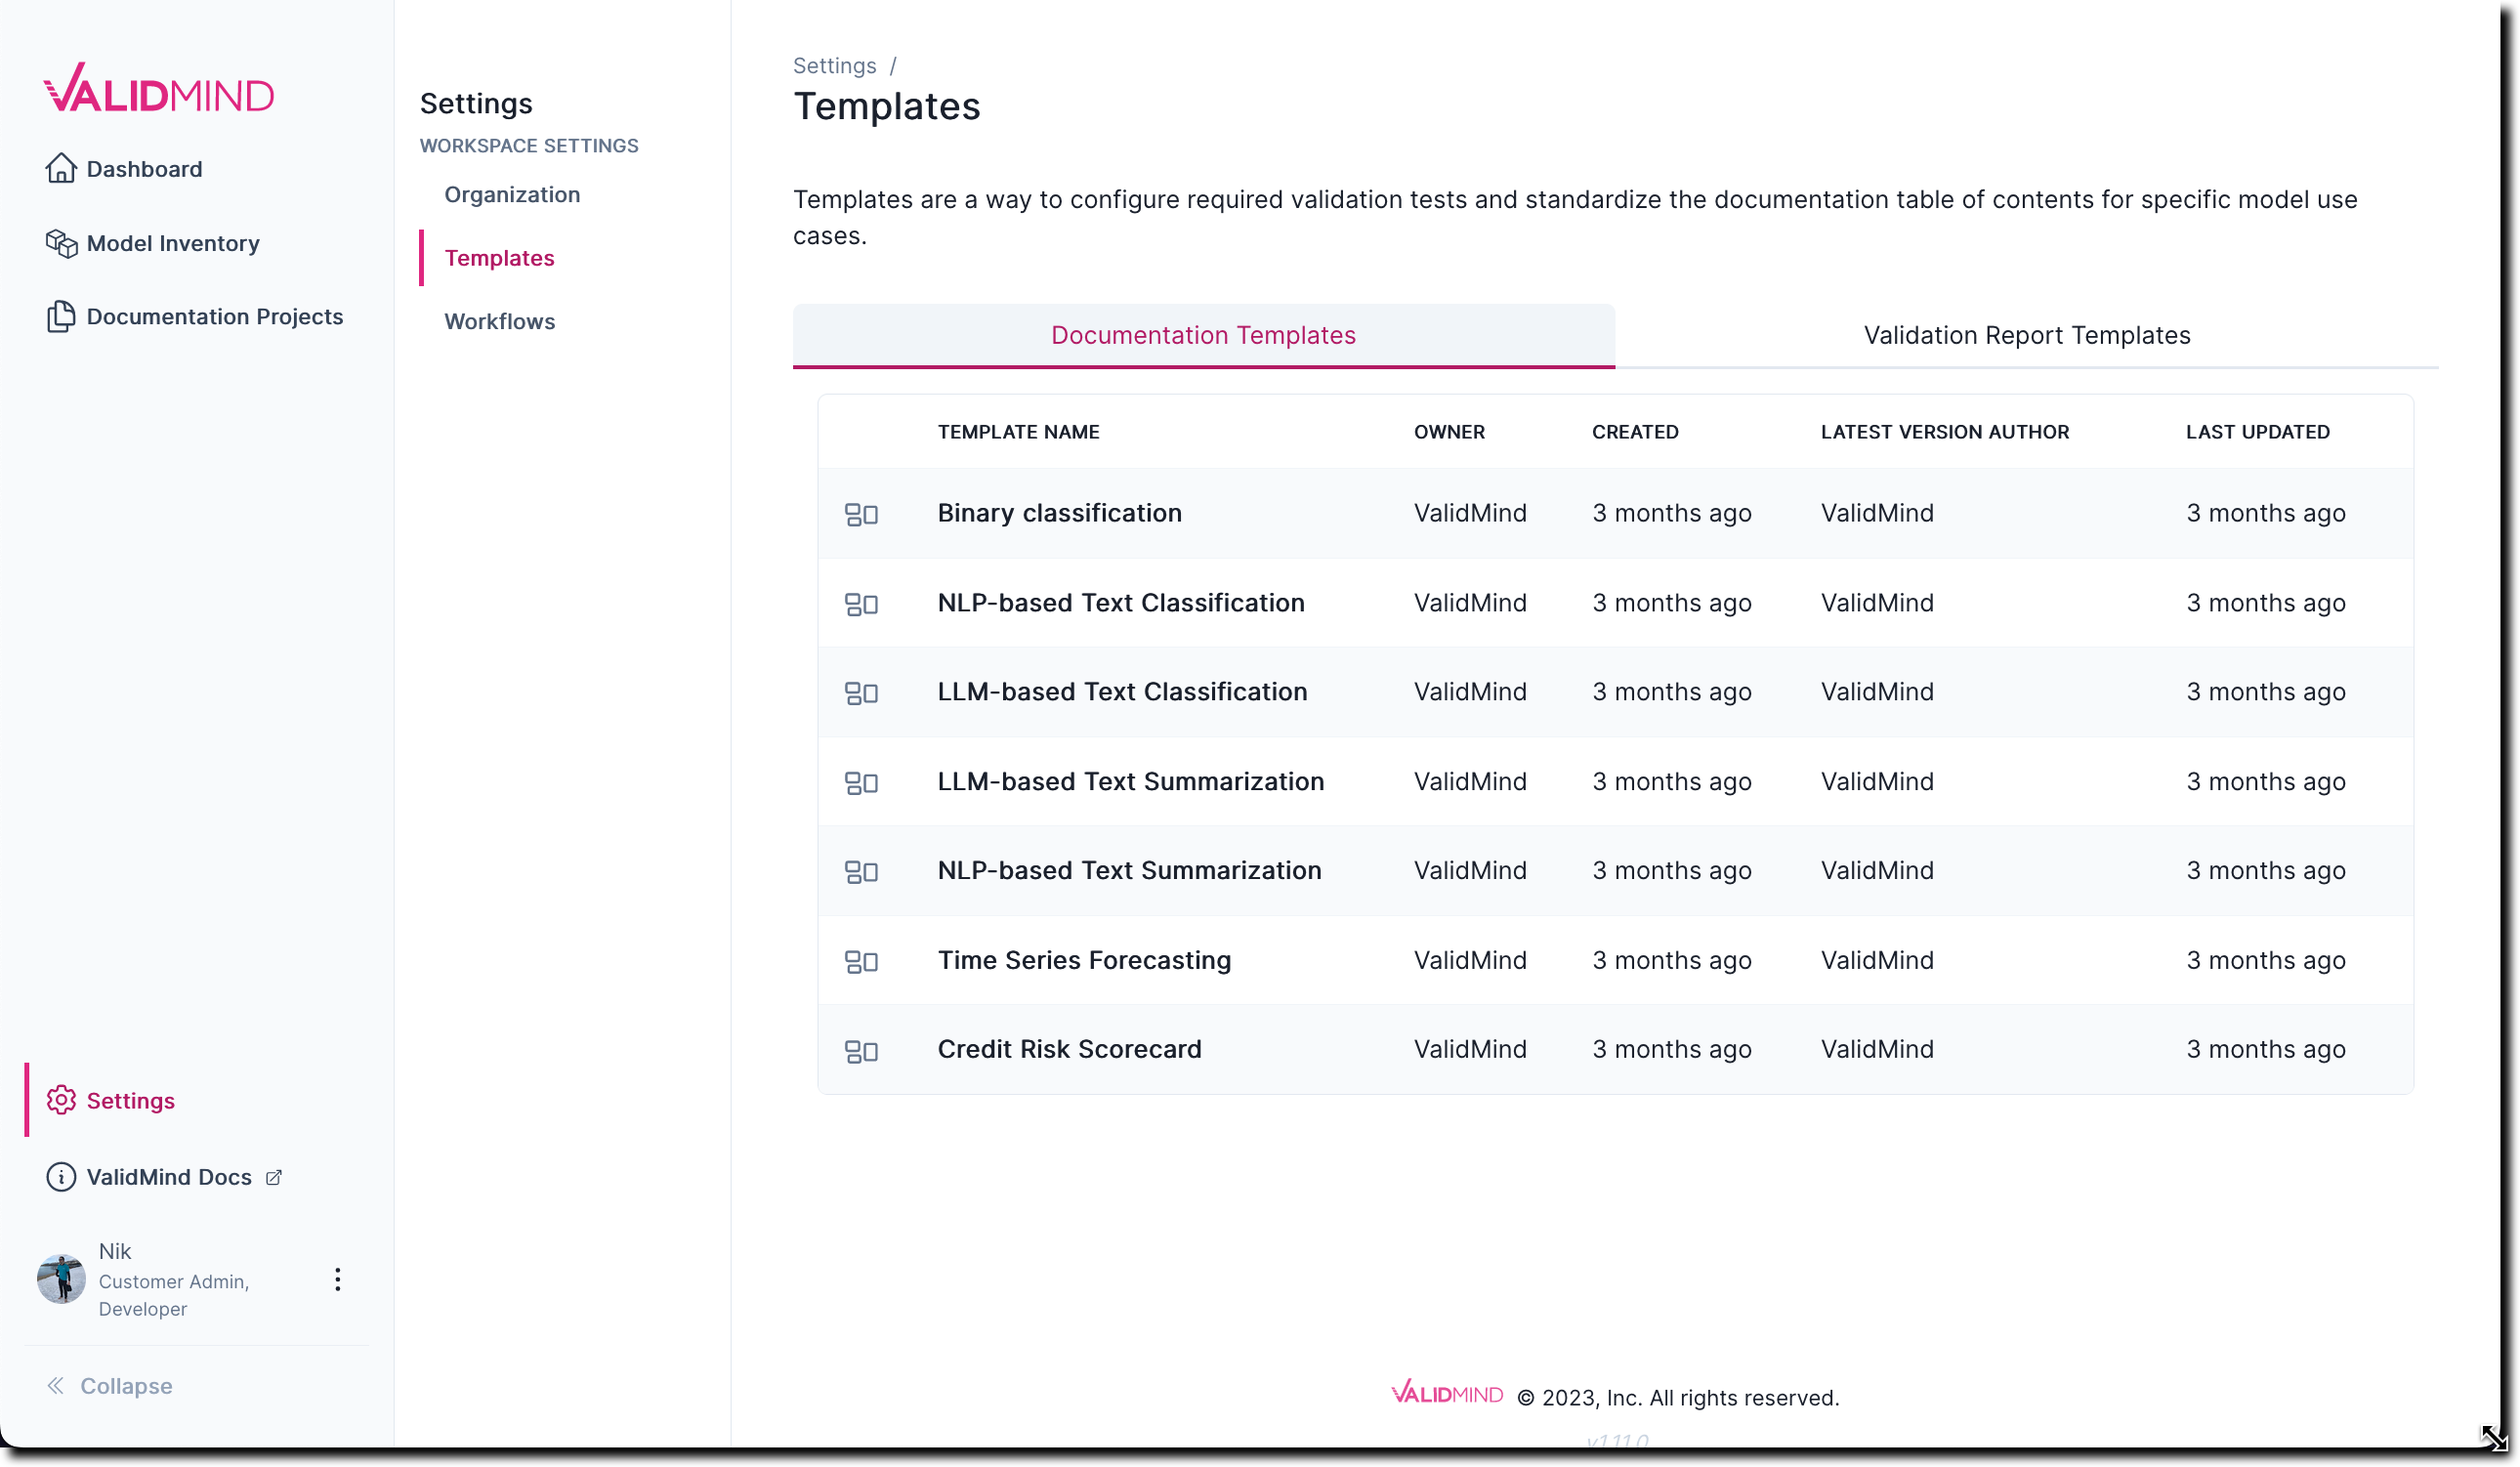 VALIDMIND
Dashboard
Model Inventory
Documentation Projects
Settings
ValidMind Docs
Nik
Customer Admin,
Developer
Collapse
Settings
WORKSPACE SETTINGS
Organization
Templates
Workflows
Settings /
Templates
Templates are a way to configure required validation tests and standardize the documentation table of contents for specific model use
cases.
Documentation Templates Validation Report Templates
TEMPLATE NAME OWNER CREATED LATEST VERSION AUTHOR LAST UPDATED
Binary classification ValidMind 3 months ago ValidMind 3 months ago
NLP-based Text Classification ValidMind 3 months ago ValidMind 3 months ago
LLM-based Text Classification ValidMind 3 months ago ValidMind 3 months ago
LLM-based Text Summarization ValidMind 3 months ago ValidMind 3 months ago
NLP-based Text Summarization ValidMind 3 months ago ValidMind 3 months ago
Time Series Forecasting ValidMind 3 months ago ValidMind 3 months ago
Credit Risk Scorecard ValidMind 3 months ago ValidMind 3 months ago
VALIDMIND © 2023, Inc. All rights reserved.
v1.11.0